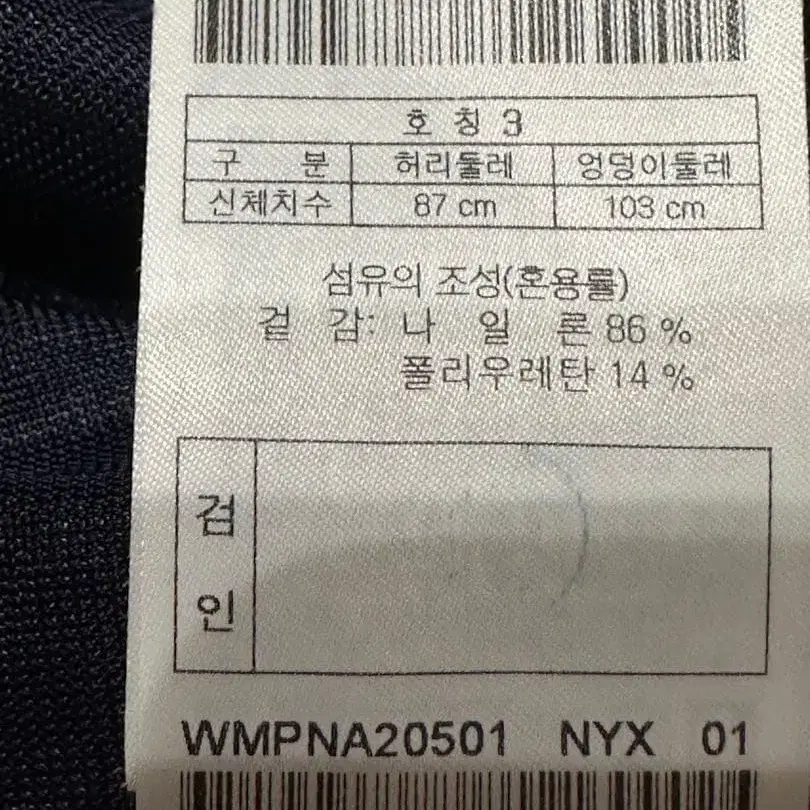 호 칭 3
구 분 허리둘레 엉덩이둘레
신체치수 87 cm 103 cm
섬유의 조성(혼용률)
겉 감: 나 일 론 86 %
폴리우레탄 14 %
검
인
WMPNA20501 NYX 01